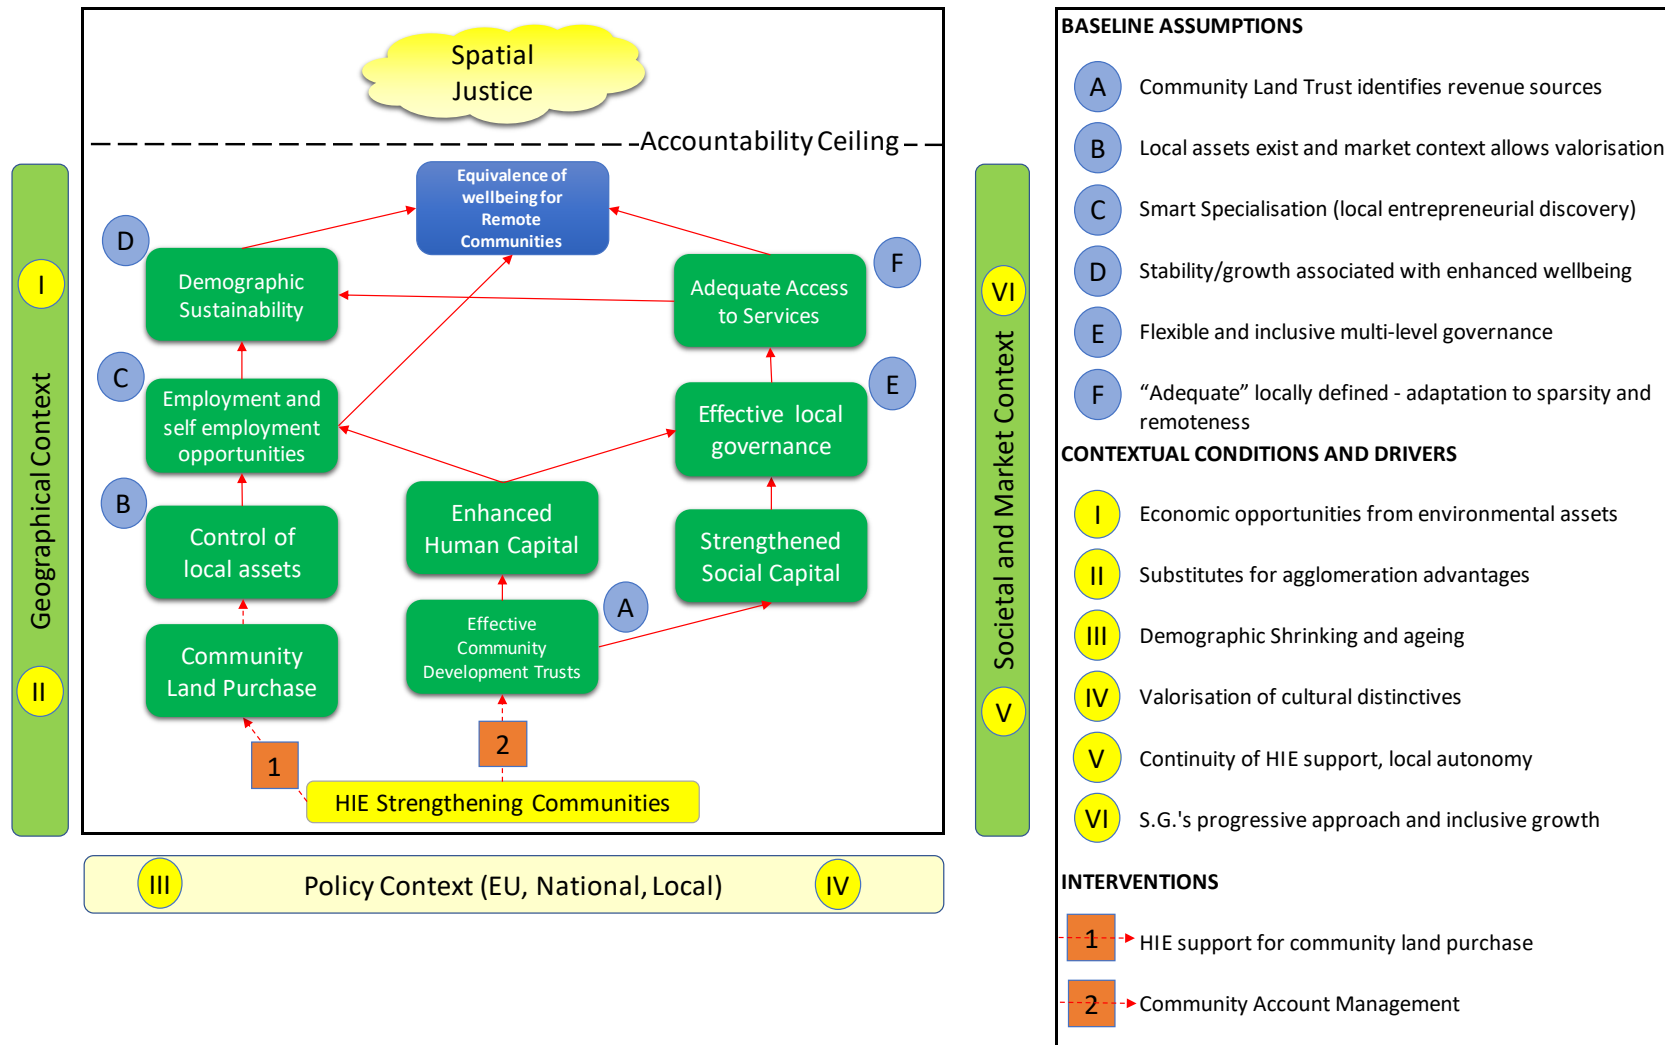 Spatial
Justice
Accountability Ceiling
Equivalence of
wellbeing for
Remote
Communities
D
Demographic
Sustainability
F
Adequate Access
to Services
C
Employment and
self employment
opportunities
E
Effective local
governance
B
Control of
local assets
Enhanced
Human Capital
Strengthened
Social Capital
A
Effective
Community
Development Trusts
Community
Land Purchase
1
2
HIE Strengthening Communities
I
Geographical Context
II
VI
Societal and Market Context
V
III
Policy Context (EU, National, Local)
IV
BASELINE ASSUMPTIONS
A Community Land Trust identifies revenue sources
B Local assets exist and market context allows valorisation
C Smart Specialisation (local entrepreneurial discovery)
D Stability/growth associated with enhanced wellbeing
E Flexible and inclusive multi-level governance
F “Adequate” locally defined - adaptation to sparsity and
remoteness
CONTEXTUAL CONDITIONS AND DRIVERS
I Economic opportunities from environmental assets
II Substitutes for agglomeration advantages
III Demographic Shrinking and ageing
IV Valorisation of cultural distinctives
V Continuity of HIE support, local autonomy
VI S.G.'s progressive approach and inclusive growth
INTERVENTIONS
1 HIE support for community land purchase
2 Community Account Management